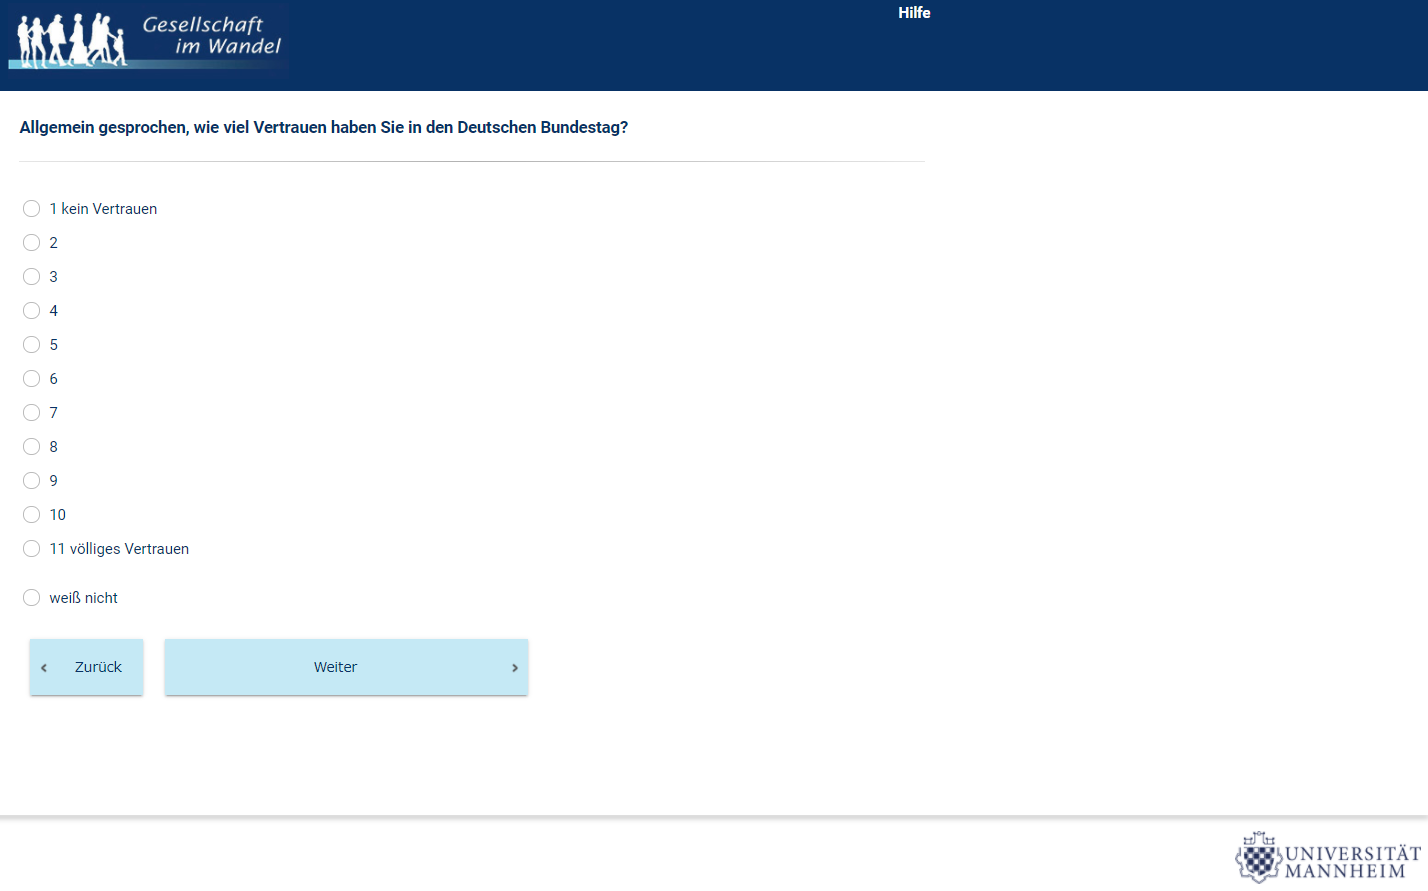 Gesellschaft
im Wandel
Hilfe
Allgemein gesprochen, wie viel Vertrauen haben Sie in den Deutschen Bundestag?
1 kein Vertrauen
2
3
4
5
6
7
8
9
10
11 völliges Vertrauen
weiß nicht
‹ Zurück
Weiter ›
UNIVERSITÄT
MANNHEIM